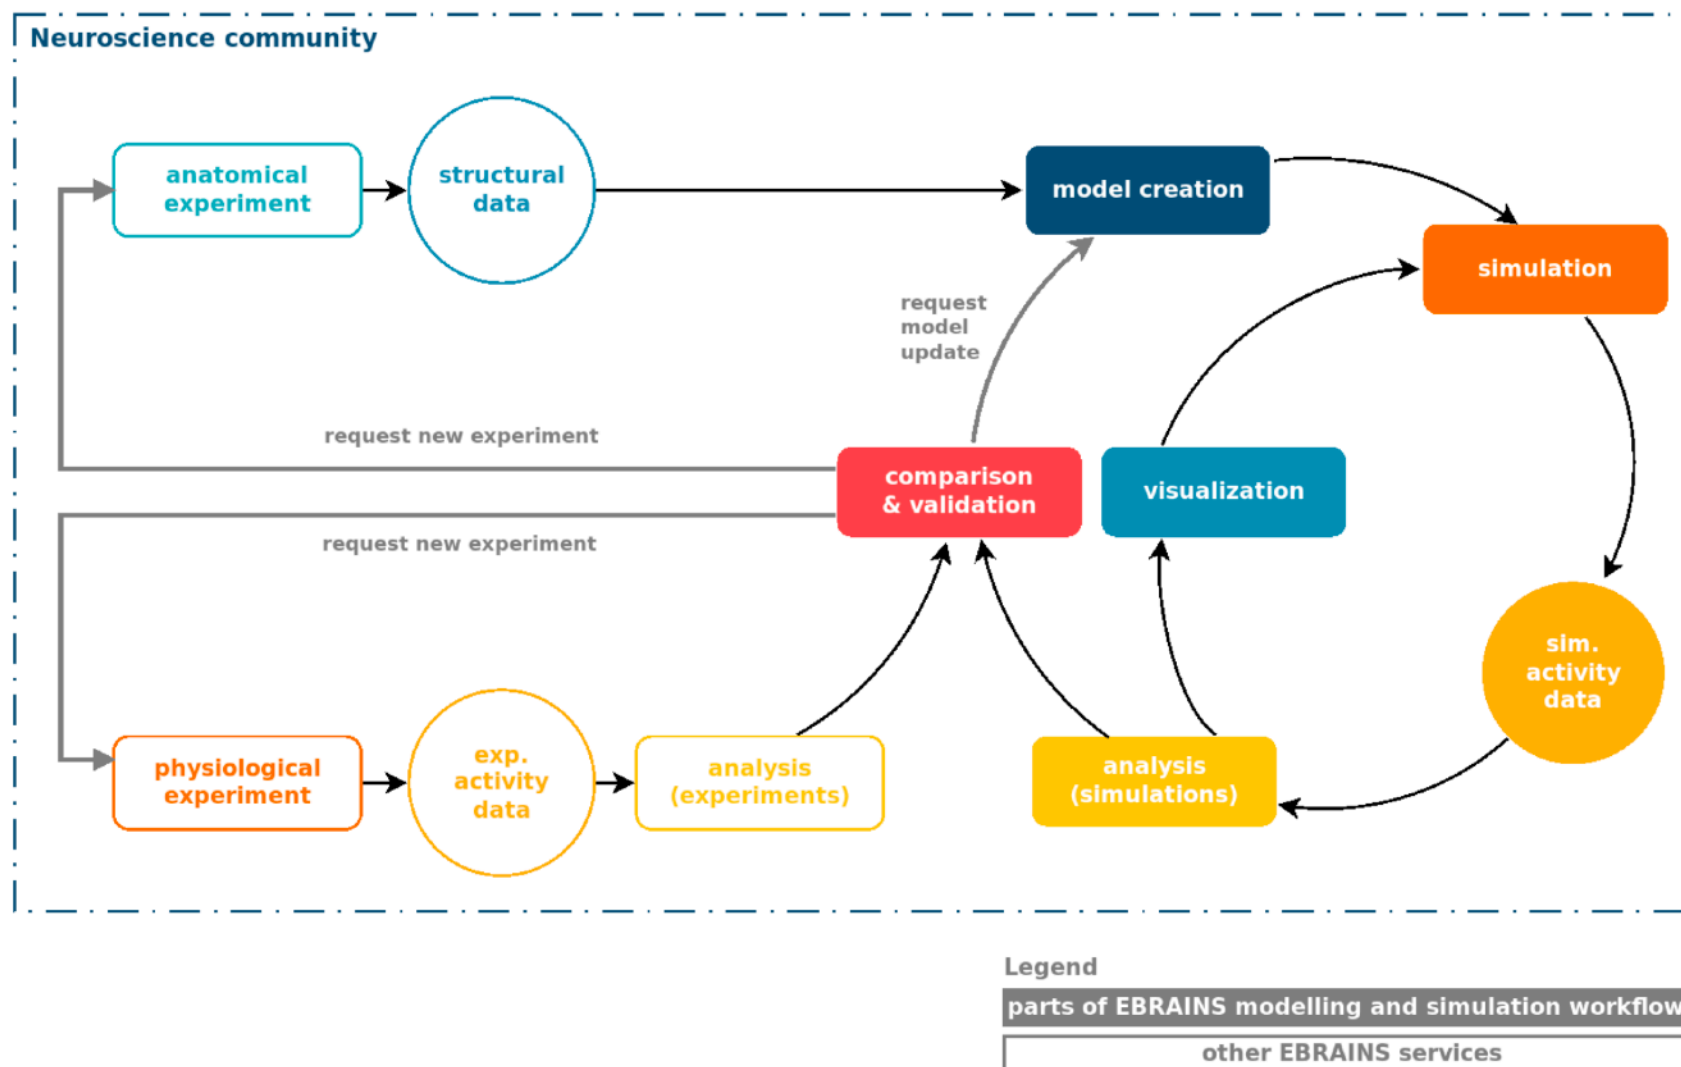 Neuroscience community
anatomical
experiment
structural
data
model creation
simulation
request
model
update
request new experiment
comparison
& validation
visualization
request new experiment
sim.
activity
data
physiological
experiment
exp.
activity
data
analysis
(experiments)
analysis
(simulations)
Legend
parts of EBRAINS modelling and simulation workflow
other EBRAINS services